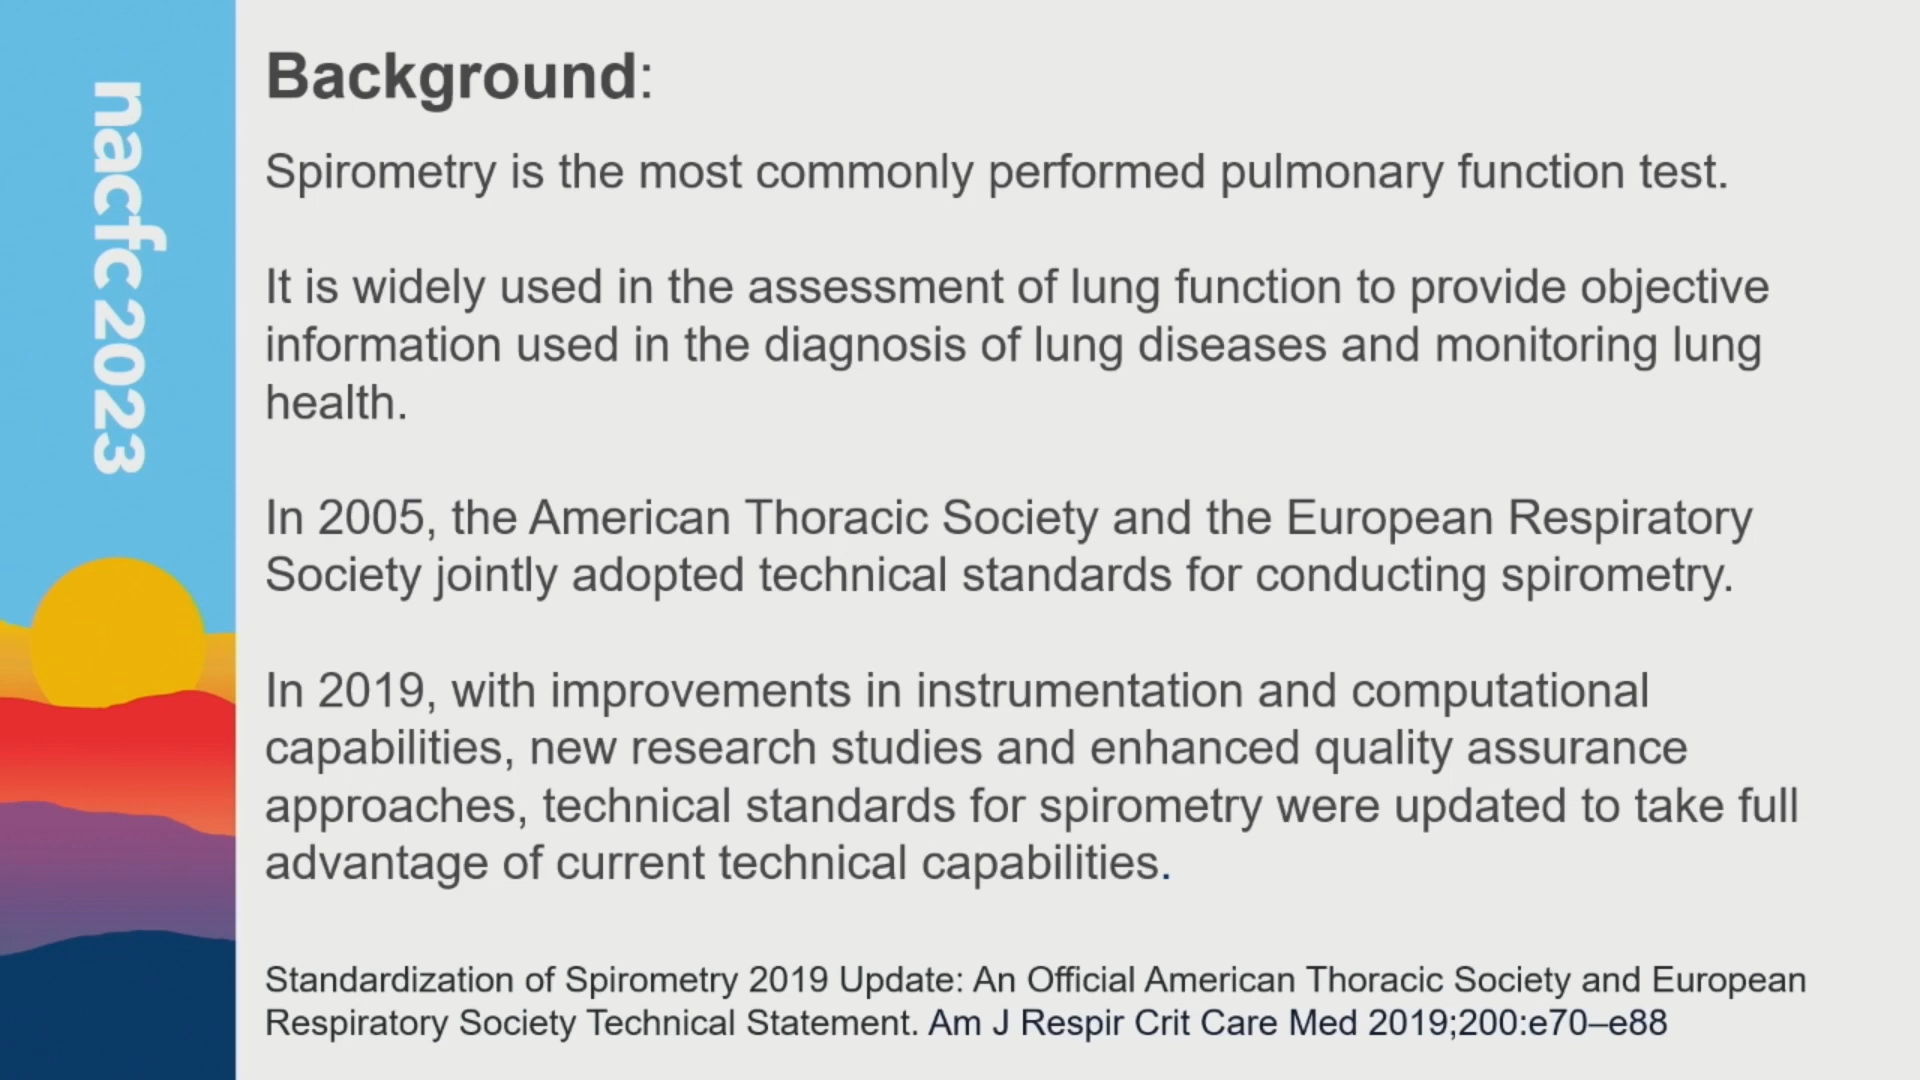 nacfc 2023
Background:
Spirometry is the most commonly performed pulmonary function test.
It is widely used in the assessment of lung function to provide objective
information used in the diagnosis of lung diseases and monitoring lung
health.
In 2005, the American Thoracic Society and the European Respiratory
Society jointly adopted technical standards for conducting spirometry.
In 2019, with improvements in instrumentation and computational
capabilities, new research studies and enhanced quality assurance
approaches, technical standards for spirometry were updated to take full
advantage of current technical capabilities.
Standardization of Spirometry 2019 Update: An Official American Thoracic Society and European
Respiratory Society Technical Statement. Am J Respir Crit Care Med 2019;200:e70–e88